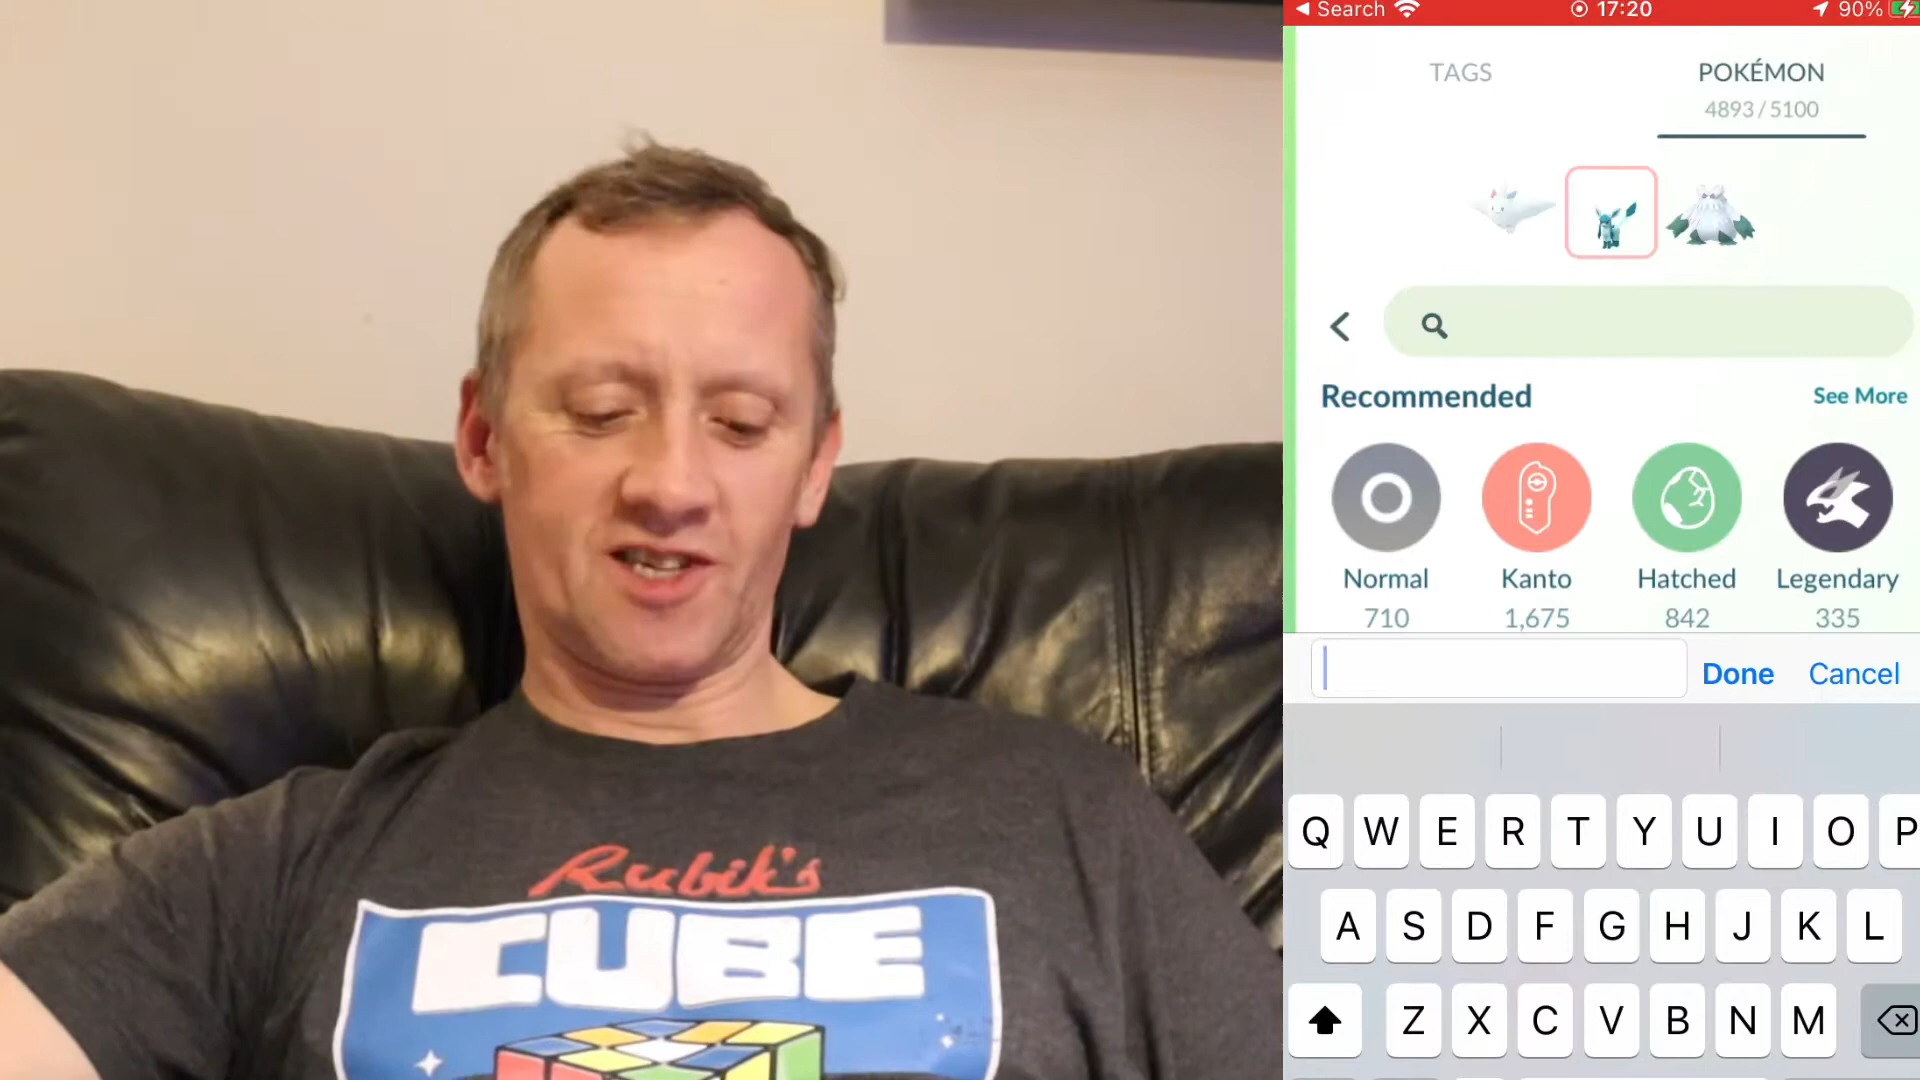 Search 17:20 90%
TAGS POKÉMON
4893 / 5100
Recommended See More
Normal Kanto Hatched Legendary
710 1,675 842 335
Done Cancel
Q W E R T Y U I O P
A S D F G H J K L
Z X C V B N M
Rubik's
CUBE